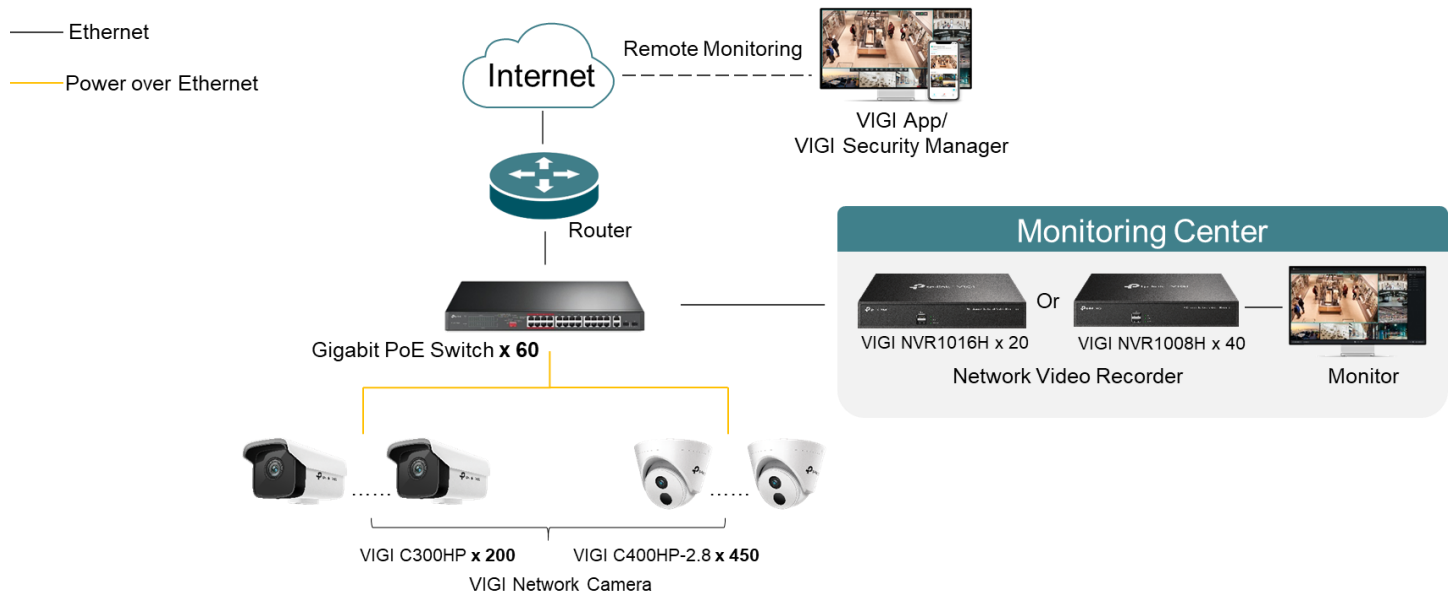 Ethernet
Power over Ethernet
Internet
Remote Monitoring
VIGI App/
VIGI Security Manager
Router
Monitoring Center
Gigabit PoE Switch x 60
Or
VIGI NVR1016H x 20
VIGI NVR1008H x 40
Network Video Recorder
Monitor
......
......
VIGI C300HP x 200
VIGI C400HP-2.8 x 450
VIGI Network Camera